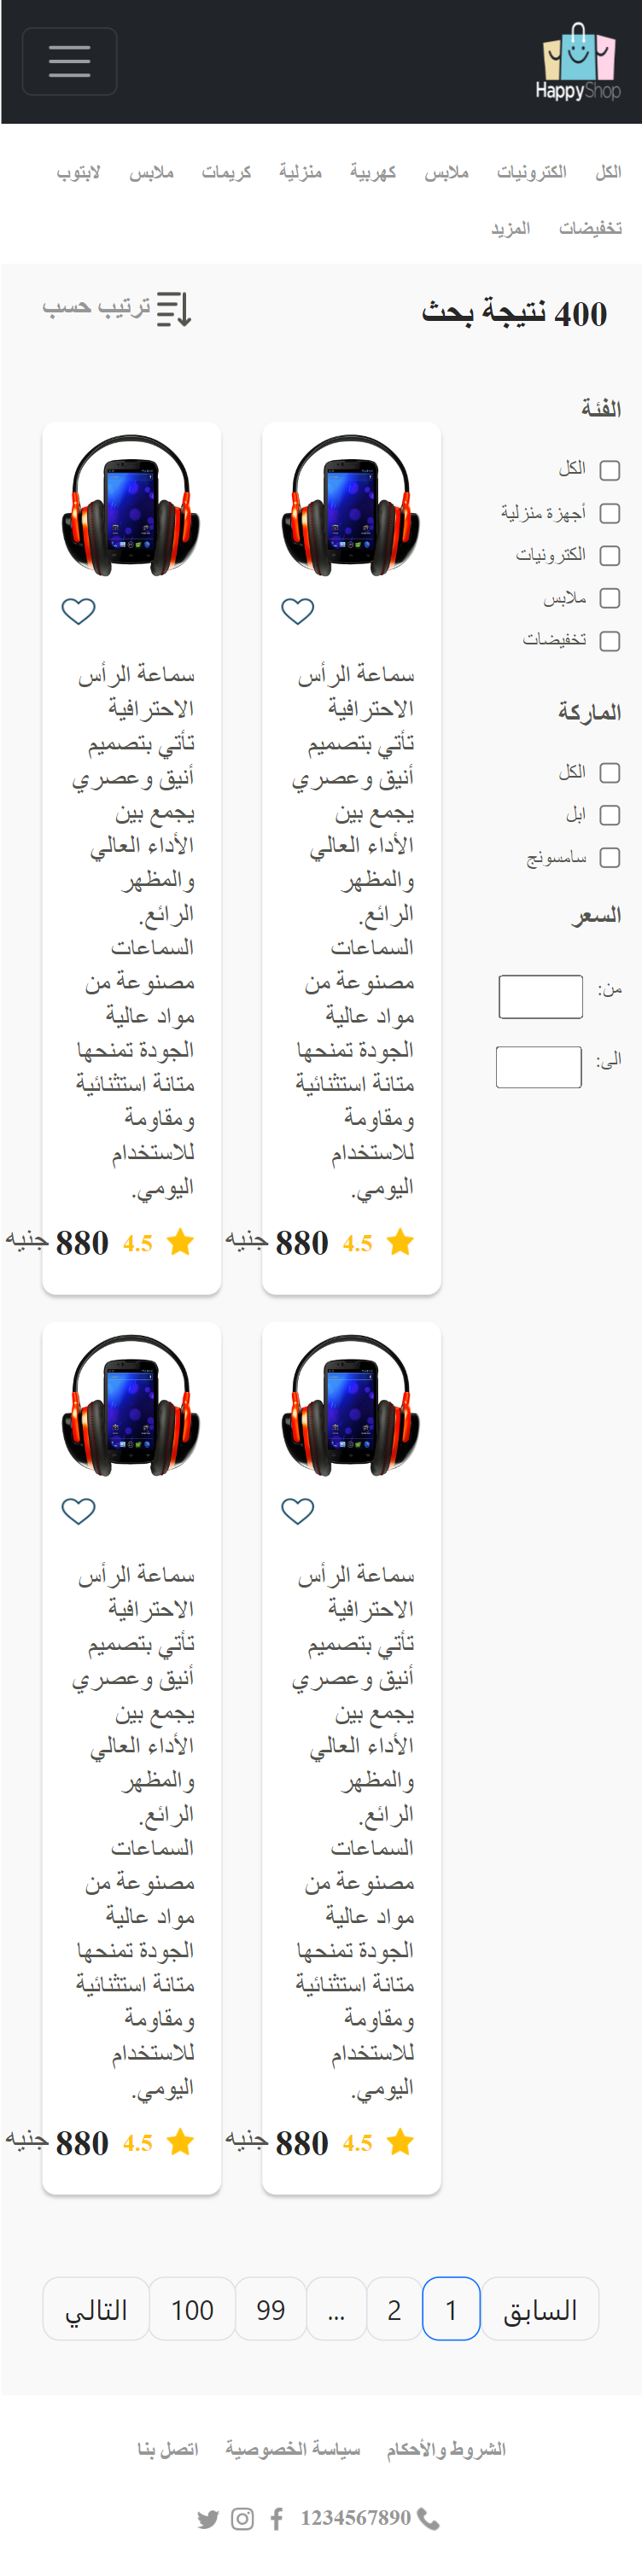 HappyShop
الكل الكترونيات ملابس كهربية منزلية كريمات ملابس لابتوب
تخفيضات المزيد
400 نتيجة بحث
ترتيب حسب
الفئة
الكل
أجهزة منزلية
الكترونيات
ملابس
تخفيضات
الماركة
الكل
ابل
سامسونج
السعر
من:
الى:
سماعة الرأس
الاحترافية
تأتي بتصميم
أنيق وعصري
يجمع بين
الأداء العالي
والمظهر
الرائع.
السماعات
مصنوعة من
مواد عالية
الجودة تمنحها
متانة استثنائية
ومقاومة
للاستخدام
اليومي.
4.5 880 جنيه
سماعة الرأس
الاحترافية
تأتي بتصميم
أنيق وعصري
يجمع بين
الأداء العالي
والمظهر
الرائع.
السماعات
مصنوعة من
مواد عالية
الجودة تمنحها
متانة استثنائية
ومقاومة
للاستخدام
اليومي.
4.5 880 جنيه
سماعة الرأس
الاحترافية
تأتي بتصميم
أنيق وعصري
يجمع بين
الأداء العالي
والمظهر
الرائع.
السماعات
مصنوعة من
مواد عالية
الجودة تمنحها
متانة استثنائية
ومقاومة
للاستخدام
اليومي.
4.5 880 جنيه
سماعة الرأس
الاحترافية
تأتي بتصميم
أنيق وعصري
يجمع بين
الأداء العالي
والمظهر
الرائع.
السماعات
مصنوعة من
مواد عالية
الجودة تمنحها
متانة استثنائية
ومقاومة
للاستخدام
اليومي.
4.5 880 جنيه
السابق 1 2 ... 99 100 التالي
الشروط والأحكام سياسة الخصوصية اتصل بنا
1234567890